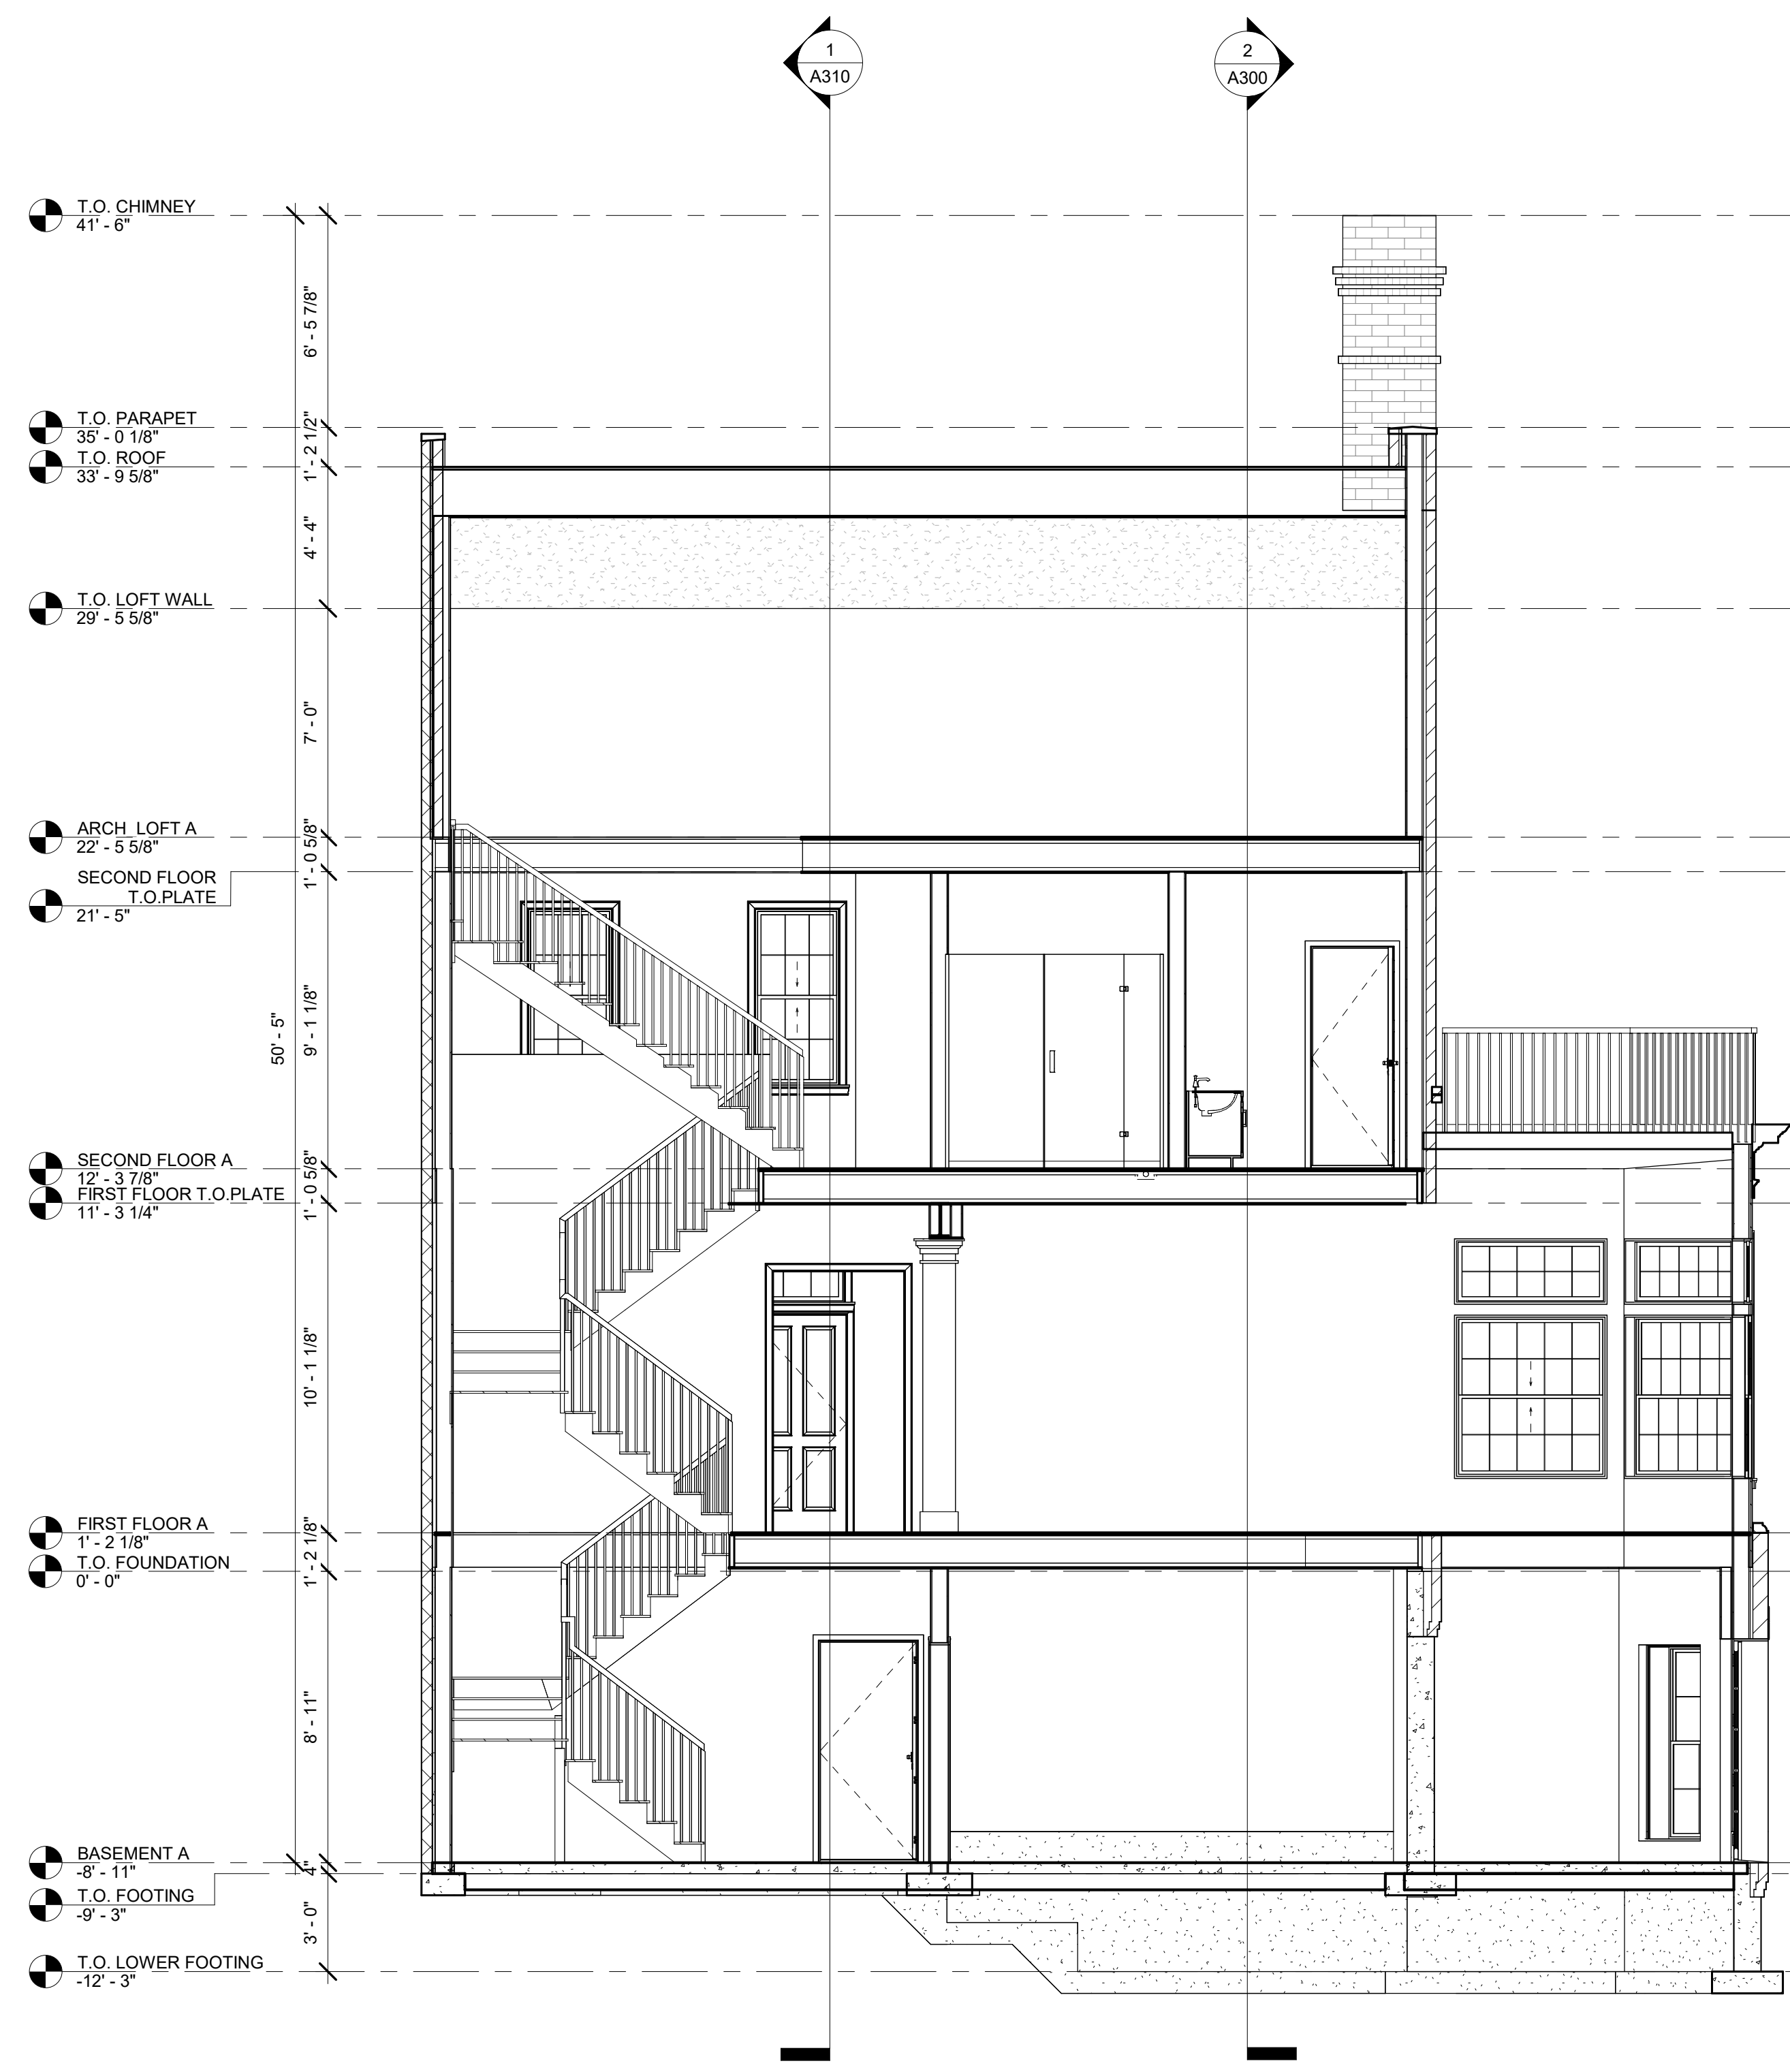 1
A310
2
A300
T.O. CHIMNEY
41' - 6"
6' - 5 7/8"
T.O. PARAPET
35' - 0 1/8"
1' - 2 1/2"
T.O. ROOF
33' - 9 5/8"
4' - 4"
T.O. LOFT WALL
29' - 5 5/8"
7' - 0"
ARCH LOFT A
22' - 5 5/8"
1' - 0 5/8"
SECOND FLOOR
T.O.PLATE
21' - 5"
9' - 1 1/8"
50' - 5"
SECOND FLOOR A
12' - 3 7/8"
1' - 0 5/8"
FIRST FLOOR T.O.PLATE
11' - 3 1/4"
10' - 1 1/8"
FIRST FLOOR A
1' - 2 1/8"
1' - 2 1/8"
T.O. FOUNDATION
0' - 0"
8' - 11"
BASEMENT A
-8' - 11"
4"
T.O. FOOTING
-9' - 3"
3' - 0"
T.O. LOWER FOOTING
-12' - 3"